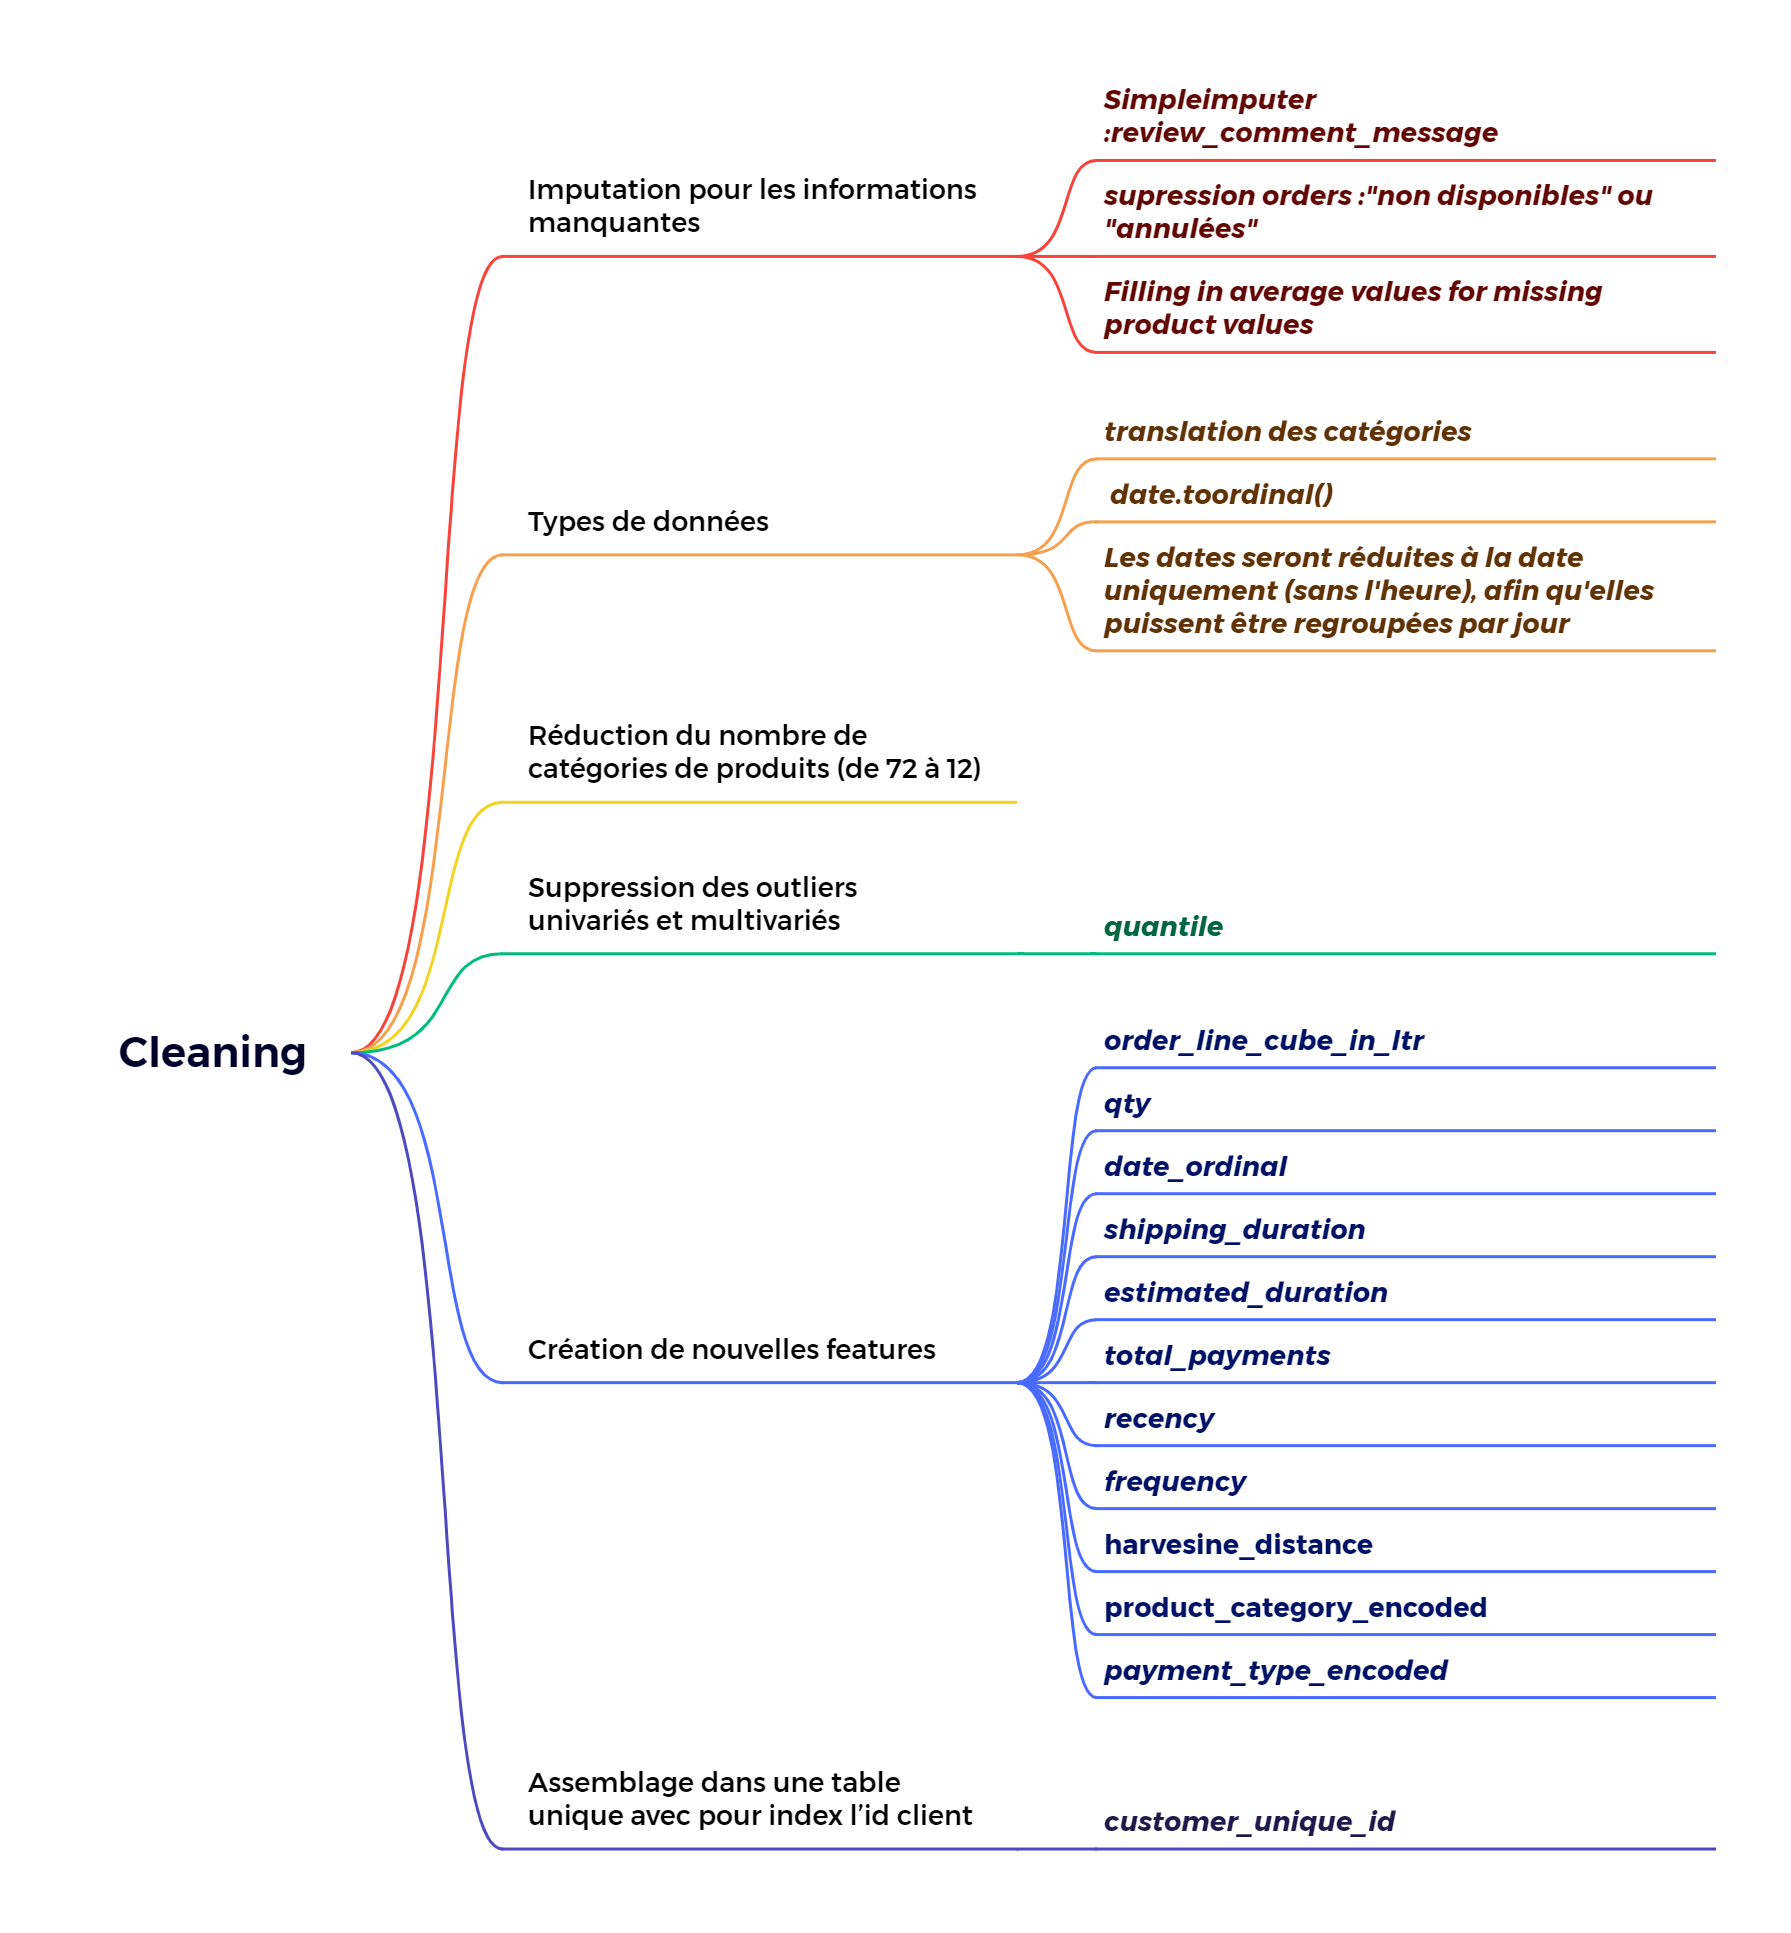 Cleaning
Imputation pour les informations
manquantes
Simpleimputer
:review_comment_message
supression orders :"non disponibles" ou
"annulées"
Filling in average values for missing
product values
Types de données
translation des catégories
date.toordinal()
Les dates seront réduites à la date
uniquement (sans l'heure), afin qu'elles
puissent être regroupées par jour
Réduction du nombre de
catégories de produits (de 72 à 12)
Suppression des outliers
univariés et multivariés
quantile
Création de nouvelles features
order_line_cube_in_ltr
qty
date_ordinal
shipping_duration
estimated_duration
total_payments
recency
frequency
harvesine_distance
product_category_encoded
payment_type_encoded
Assemblage dans une table
unique avec pour index l’id client
customer_unique_id